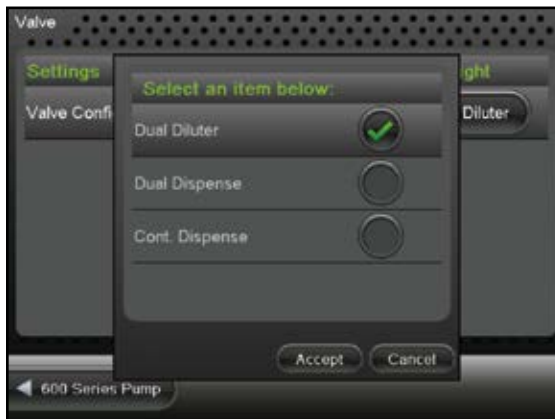 Valve
Settings
ight
Select an item below:
Valve Confi
Diluter
Dual Diluter
Dual Dispense
Cont. Dispense
Accept
Cancel
600 Series Pump